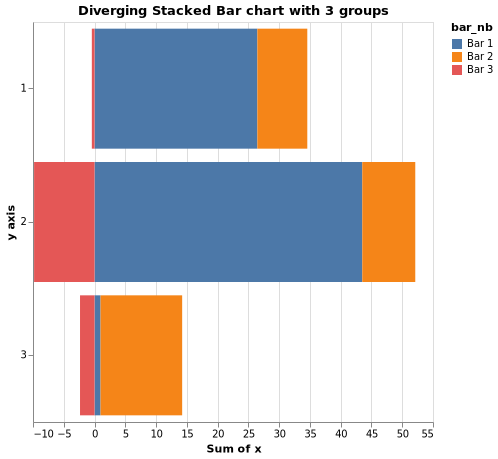 Diverging Stacked Bar chart with 3 groups
bar_nb
Bar 1
Bar 2
Bar 3
y axis
1
2
3
−10 −5 0 5 10 15 20 25 30 35 40 45 50 55
Sum of x